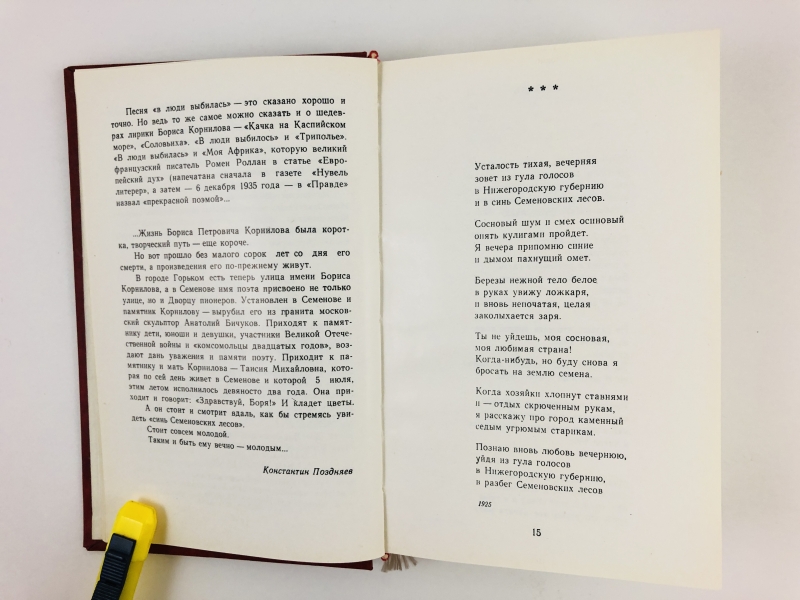 Песня «в люди выбилась» — это сказано хорошо и
точно. Но ведь то же самое можно сказать и о шедев-
рах лирики Бориса Корнилова — «Качка на Каспийском
море», «Соловьиха». «В люди выбилось» и «Триполье».
«В люди выбилась» и «Моя Африка», которую великий
французский писатель Ромен Роллан в статье «Евро-
пейский дух» (напечатана сначала в газете «Нувель
литерер», а затем — 6 декабря 1935 года — в «Правде»
назвал «прекрасной поэмой»...
...Жизнь Бориса Петровича Корнилова была корот-
ка, творческий путь — еще короче.
Но вот прошло без малого сорок лет со дня его
смерти, а произведения его по-прежнему живут.
В городе Горьком есть теперь улица имени Бориса
Корнилова, а в Семенове имя поэта присвоено не только
улице, но и Дворцу пионеров. Установлен в Семенове и
памятник Корнилову — вырубил его из гранита москов-
ский скульптор Анатолий Бичуков. Приходят к памят-
нику дети, юноши и девушки, участники Великой Отече-
ственной войны и «комсомольцы двадцатых годов», воз-
дают дань уважения и памяти поэту. Приходит к па-
мятнику и мать Корнилова — Таисия Михайловна, кото-
рая по сей день живет в Семенове и которой 5 июля,
этим летом исполнилось девяносто два года. Она при-
ходит и говорит: «Здравствуй, Боря!» И кладет цветы.
А он стоит и смотрит вдаль, как бы стремясь уви-
деть «синь Семеновских лесов».
Стоит совсем молодой.
Таким и быть ему вечно — молодым...
Константин Поздняев
* * *
Усталость тихая, вечерняя
зовет из гула голосов
в Нижегородскую губернию
и в синь Семеновских лесов.
Сосновый шум и смех осиновый
опять кулигами пройдет.
Я вечера припомню синие
и дымом пахнущий омет.
Березы нежной тело белое
в руках увижу ложкаря,
и вновь непочатая, целая
заколыхается заря.
Ты не уйдешь, моя сосновая,
моя любимая страна!
Когда-нибудь, но буду снова я
бросать на землю семена.
Когда хозяйки хлопнут ставнями
и — отдых скрюченным рукам,
я расскажу про город каменный
седым угрюмым старикам.
Познаю вновь любовь вечернюю,
уйдя из гула голосов
в Нижегородскую губернию,
в разбег Семеновских лесов
1925
15